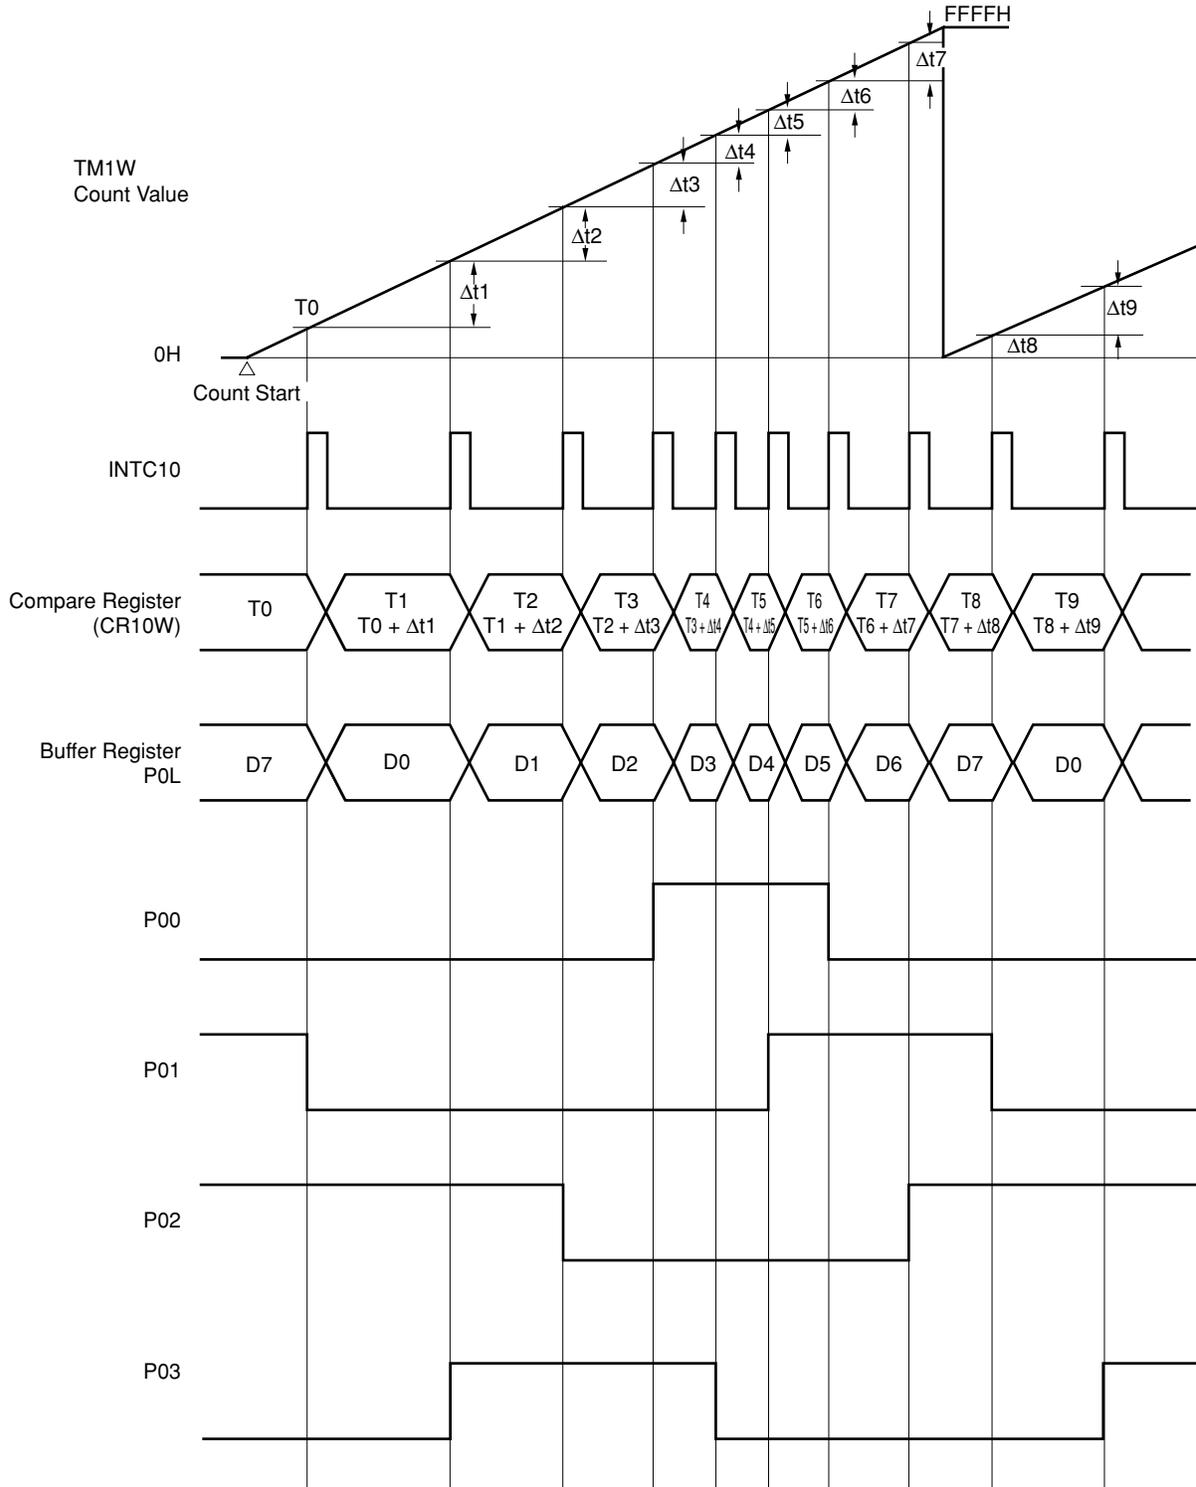 FFFFH
Δt7
Δt6
Δt5
Δt4
TM1W
Count Value
Δt3
Δt2
Δt1
T0
Δt9
0H
Δt8
Count Start
INTC10
Compare Register
(CR10W)
T0
T1
T0 + Δt1
T2
T1 + Δt2
T3
T2 + Δt3
T4
T3 + Δt4
T5
T4 + Δt5
T6
T5 + Δt6
T7
T6 + Δt7
T8
T7 + Δt8
T9
T8 + Δt9
Buffer Register
P0L
D7
D0
D1
D2
D3
D4
D5
D6
D7
D0
P00
P01
P02
P03